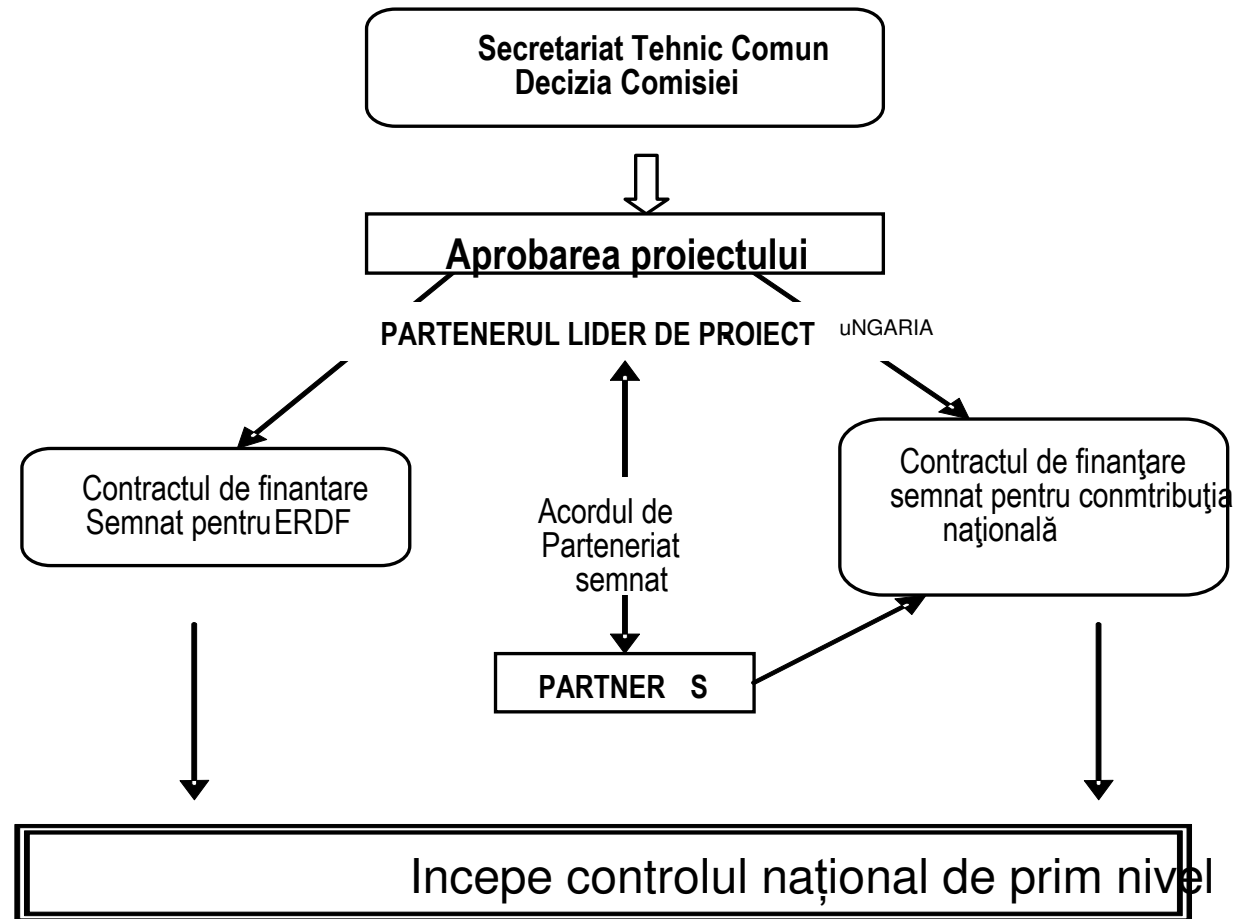 Secretariat Tehnic Comun
Decizia Comisiei
Aprobarea proiectului
PARTENERUL LIDER DE PROIECT uNGARIA
Contractul de finantare
Semnat pentru ERDF
Acordul de
Parteneriat
semnat
Contractul de finanţare
semnat pentru conmtribuţia
naţională
PARTNER S
Incepe controlul național de prim nivel